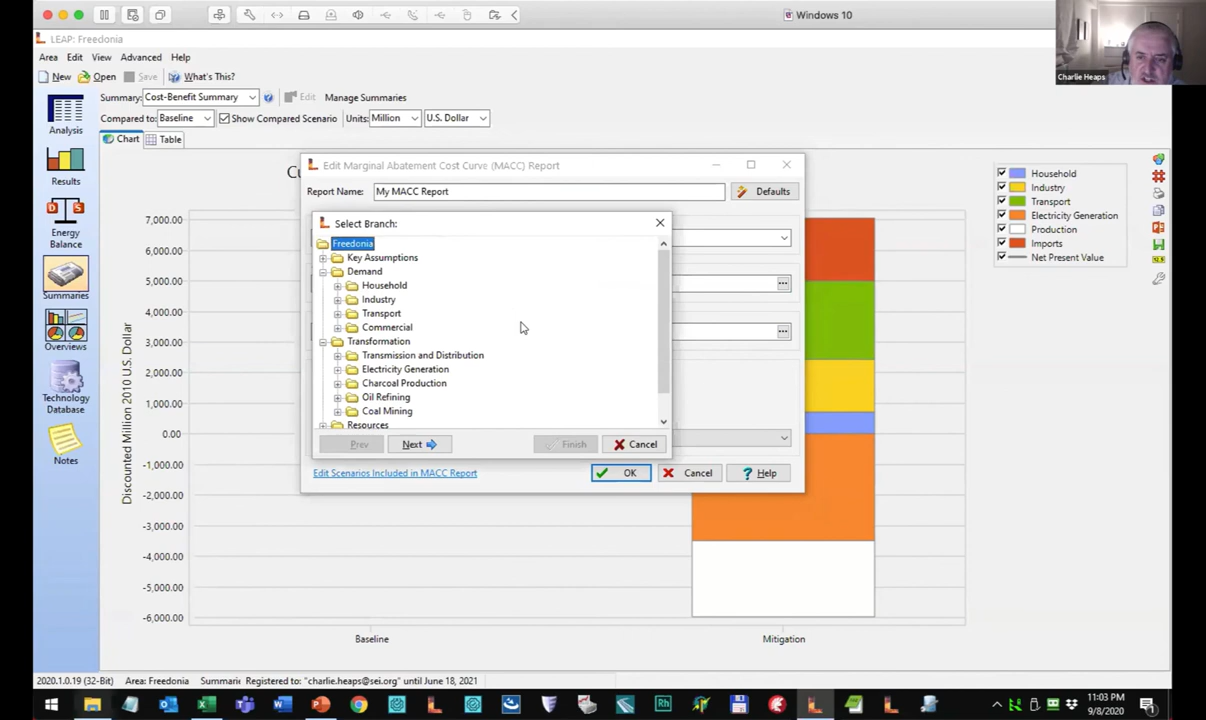 Windows 10
Charlie Heaps
LEAP: Freedonia
Area Edit View Advanced Help
New Open Save What's This?
Summary: Cost-Benefit Summary Edit Manage Summaries
Compared to: Baseline Show Compared Scenario Units: Million U.S. Dollar
Chart Table
Analysis
Results
Energy
Balance
Summaries
Overviews
Technology
Database
Notes
Edit Marginal Abatement Cost Curve (MACC) Report
Report Name: My MACC Report Defaults
Select Branch:
Freedonia
Key Assumptions
Demand
Household
Industry
Transport
Commercial
Transformation
Transmission and Distribution
Electricity Generation
Charcoal Production
Oil Refining
Coal Mining
Resources
Prev Next Finish Cancel
Edit Scenarios Included in MACC Report OK Cancel Help
Household
Industry
Transport
Electricity Generation
Production
Imports
Net Present Value
Discounted Million 2010 U.S. Dollar
7,000.00
6,000.00
5,000.00
4,000.00
3,000.00
2,000.00
1,000.00
0.00
-1,000.00
-2,000.00
-3,000.00
-4,000.00
-5,000.00
-6,000.00
Baseline Mitigation
2020.1.0.19 (32-Bit) Area: Freedonia Summarie Registered to: "charlie.heaps@sei.org" until June 18, 2021
11:03 PM
9/8/2020